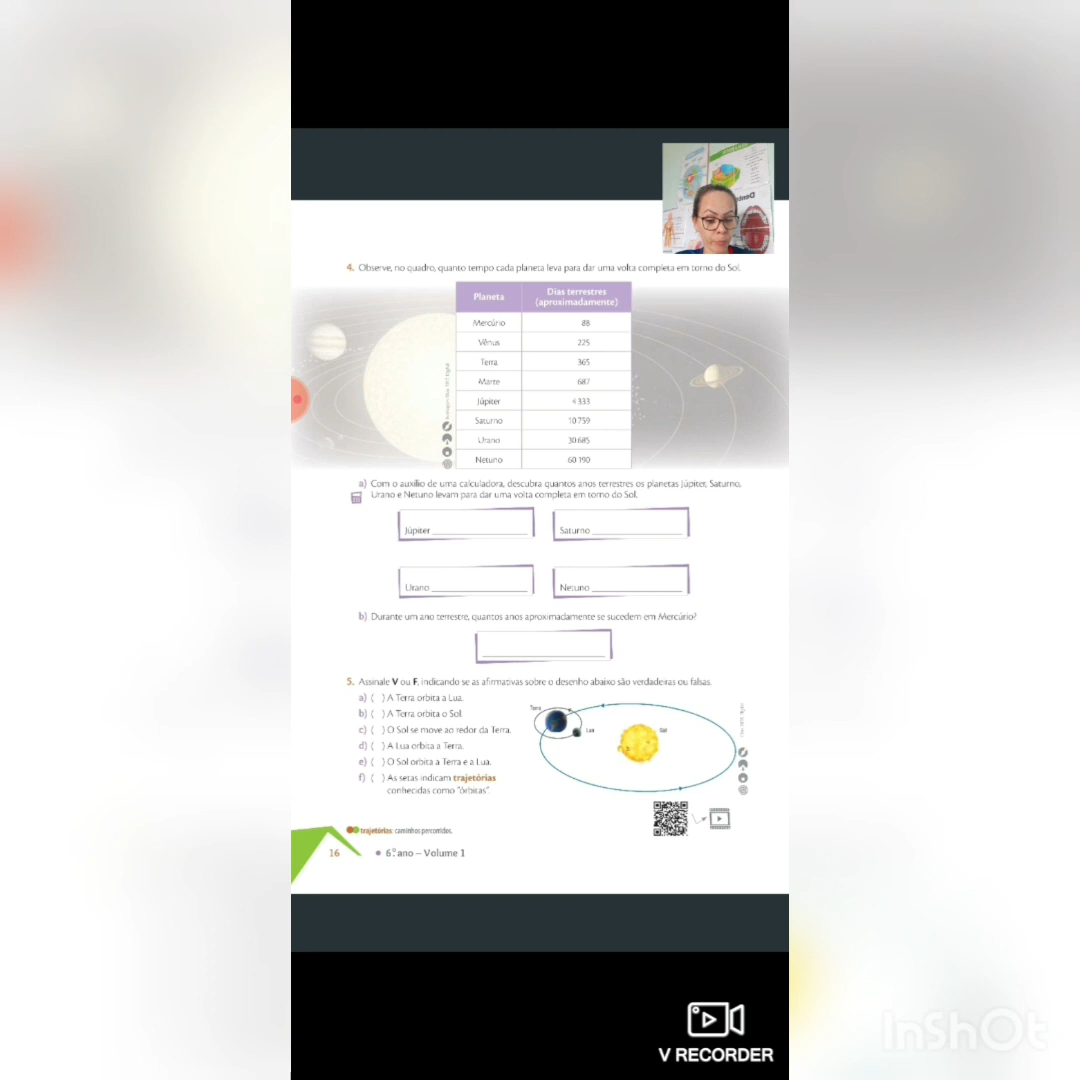 4. Observe, no quadro, quanto tempo cada planeta leva para dar uma volta completa em torno do Sol.
Planeta
Dias terrestres
(aproximadamente)
Mercúrio 88
Vênus 225
Terra 365
Marte 687
Júpiter 4 333
Saturno 10 759
Urano 30 685
Netuno 60 190
a) Com o auxílio de uma calculadora, descubra quantos anos terrestres os planetas Júpiter, Saturno,
Urano e Netuno levam para dar uma volta completa em torno do Sol.
Júpiter
Saturno
Urano
Netuno
b) Durante um ano terrestre, quantos anos aproximadamente se sucedem em Mercúrio?
5. Assinale V ou F, indicando se as afirmativas sobre o desenho abaixo são verdadeiras ou falsas.
a) ( ) A Terra orbita a Lua.
b) ( ) A Terra orbita o Sol.
c) ( ) O Sol se move ao redor da Terra.
d) ( ) A Lua orbita a Terra.
e) ( ) O Sol orbita a Terra e a Lua.
f) ( ) As setas indicam trajetórias
conhecidas como "órbitas".
Terra
Lua
Sol
trajetórias: caminhos percorridos.
16 • 6º. ano – Volume 1
V RECORDER
InShOt